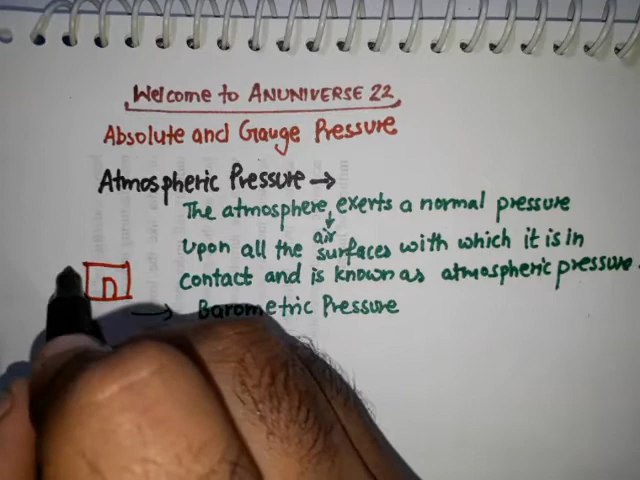 Welcome to ANUNIVERSE 22
Absolute and Gauge Pressure
Atmospheric Pressure →
The atmosphere, exerts a normal pressure
air
upon all the surfaces with which it is in
contact and is known as atmospheric pressure.
→ Barometric Pressure